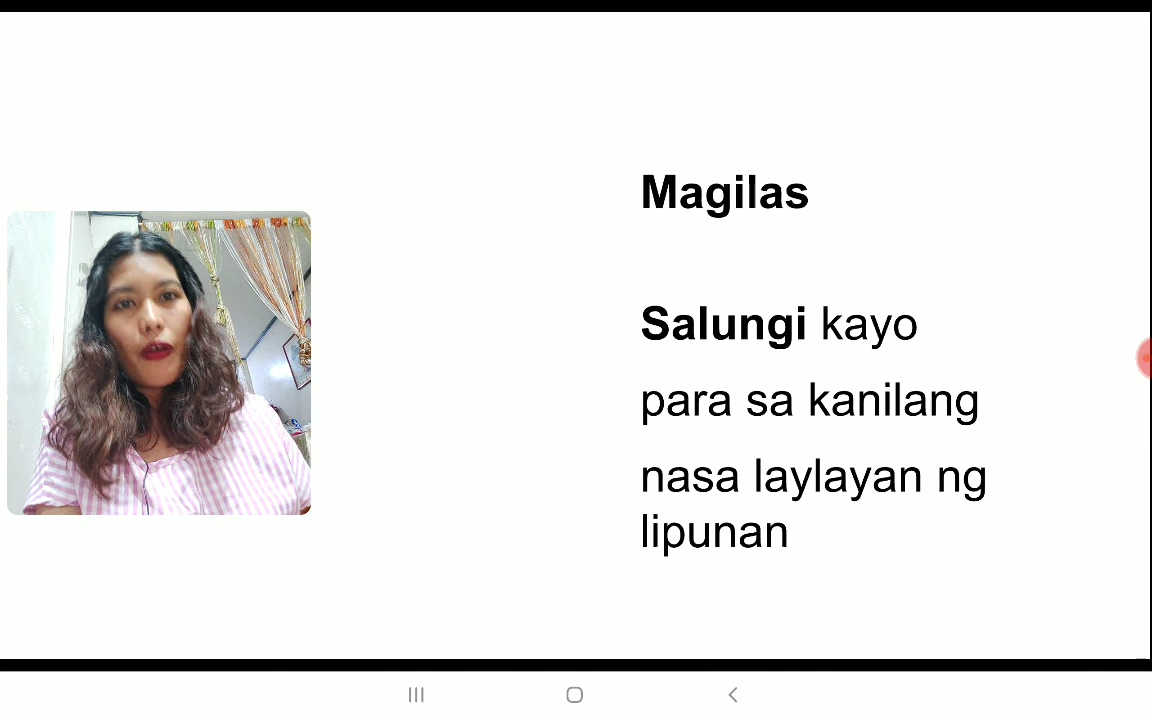 Magilas
Salungi kayo
para sa kanilang
nasa laylayan ng
lipunan